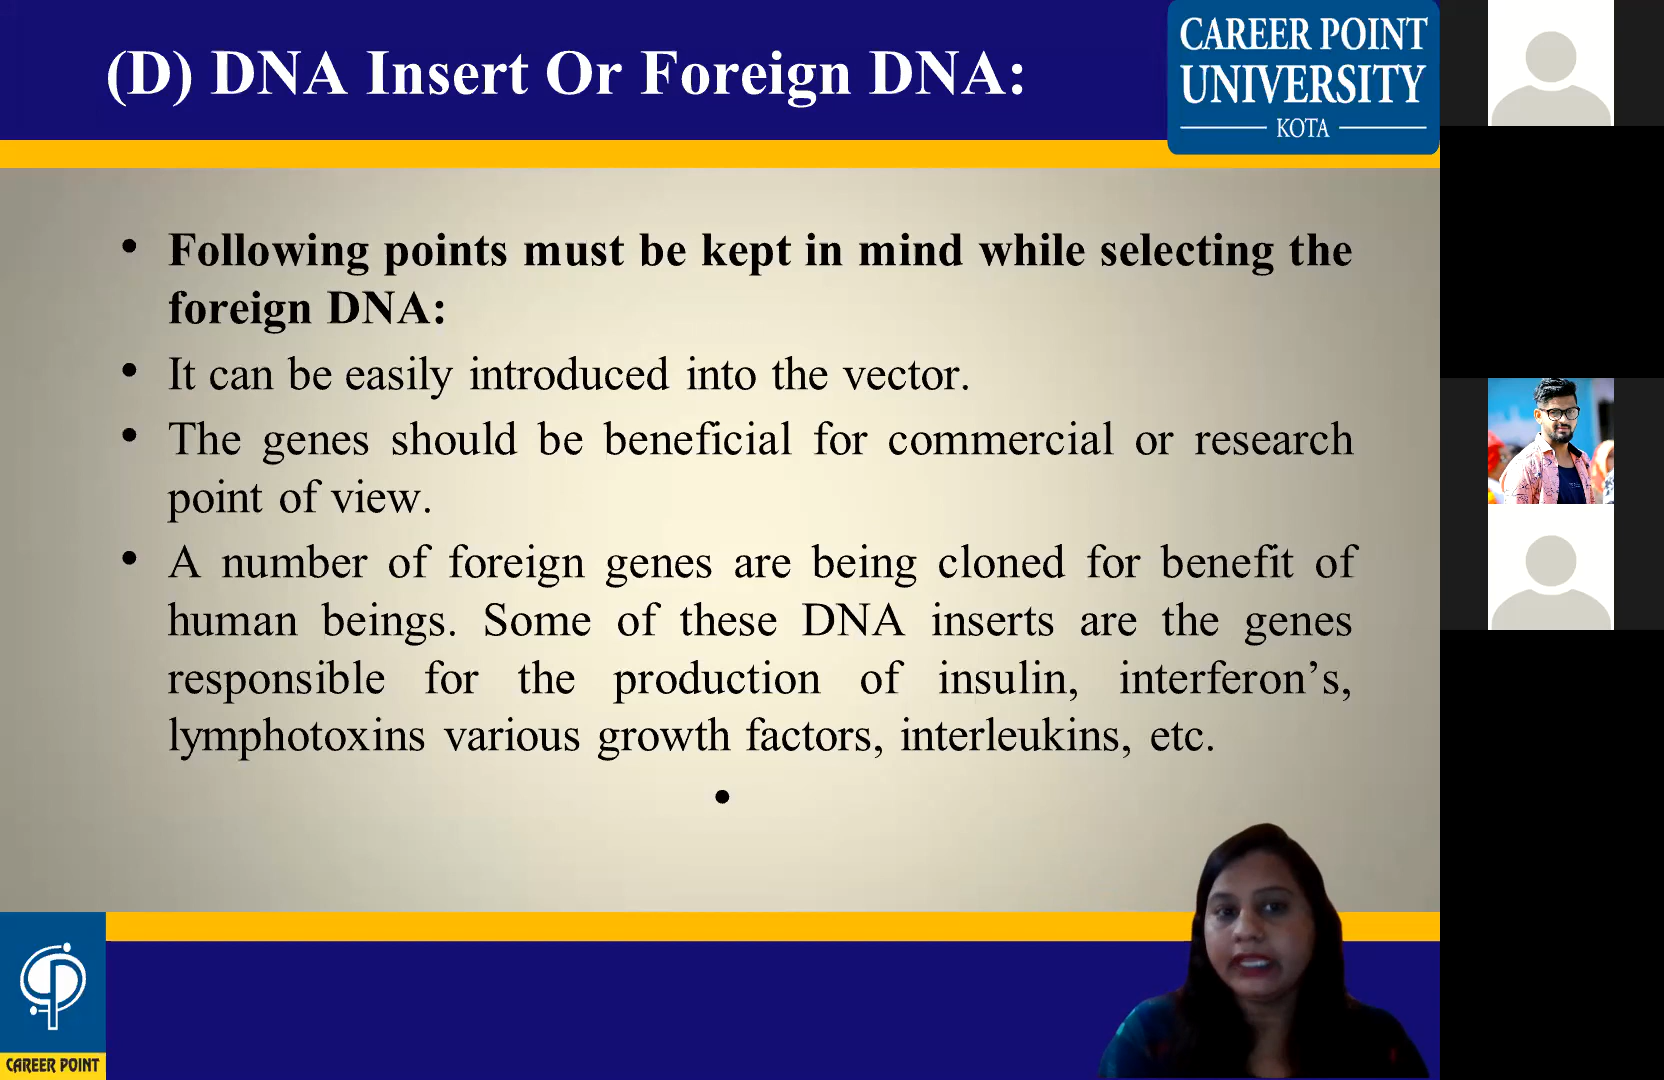 (D) DNA Insert Or Foreign DNA:
CAREER POINT
UNIVERSITY
KOTA
• Following points must be kept in mind while selecting the
foreign DNA:
• It can be easily introduced into the vector.
• The genes should be beneficial for commercial or research
point of view.
• A number of foreign genes are being cloned for benefit of
human beings. Some of these DNA inserts are the genes
responsible for the production of insulin, interferon’s,
lymphotoxins various growth factors, interleukins, etc.
•
CAREER POINT